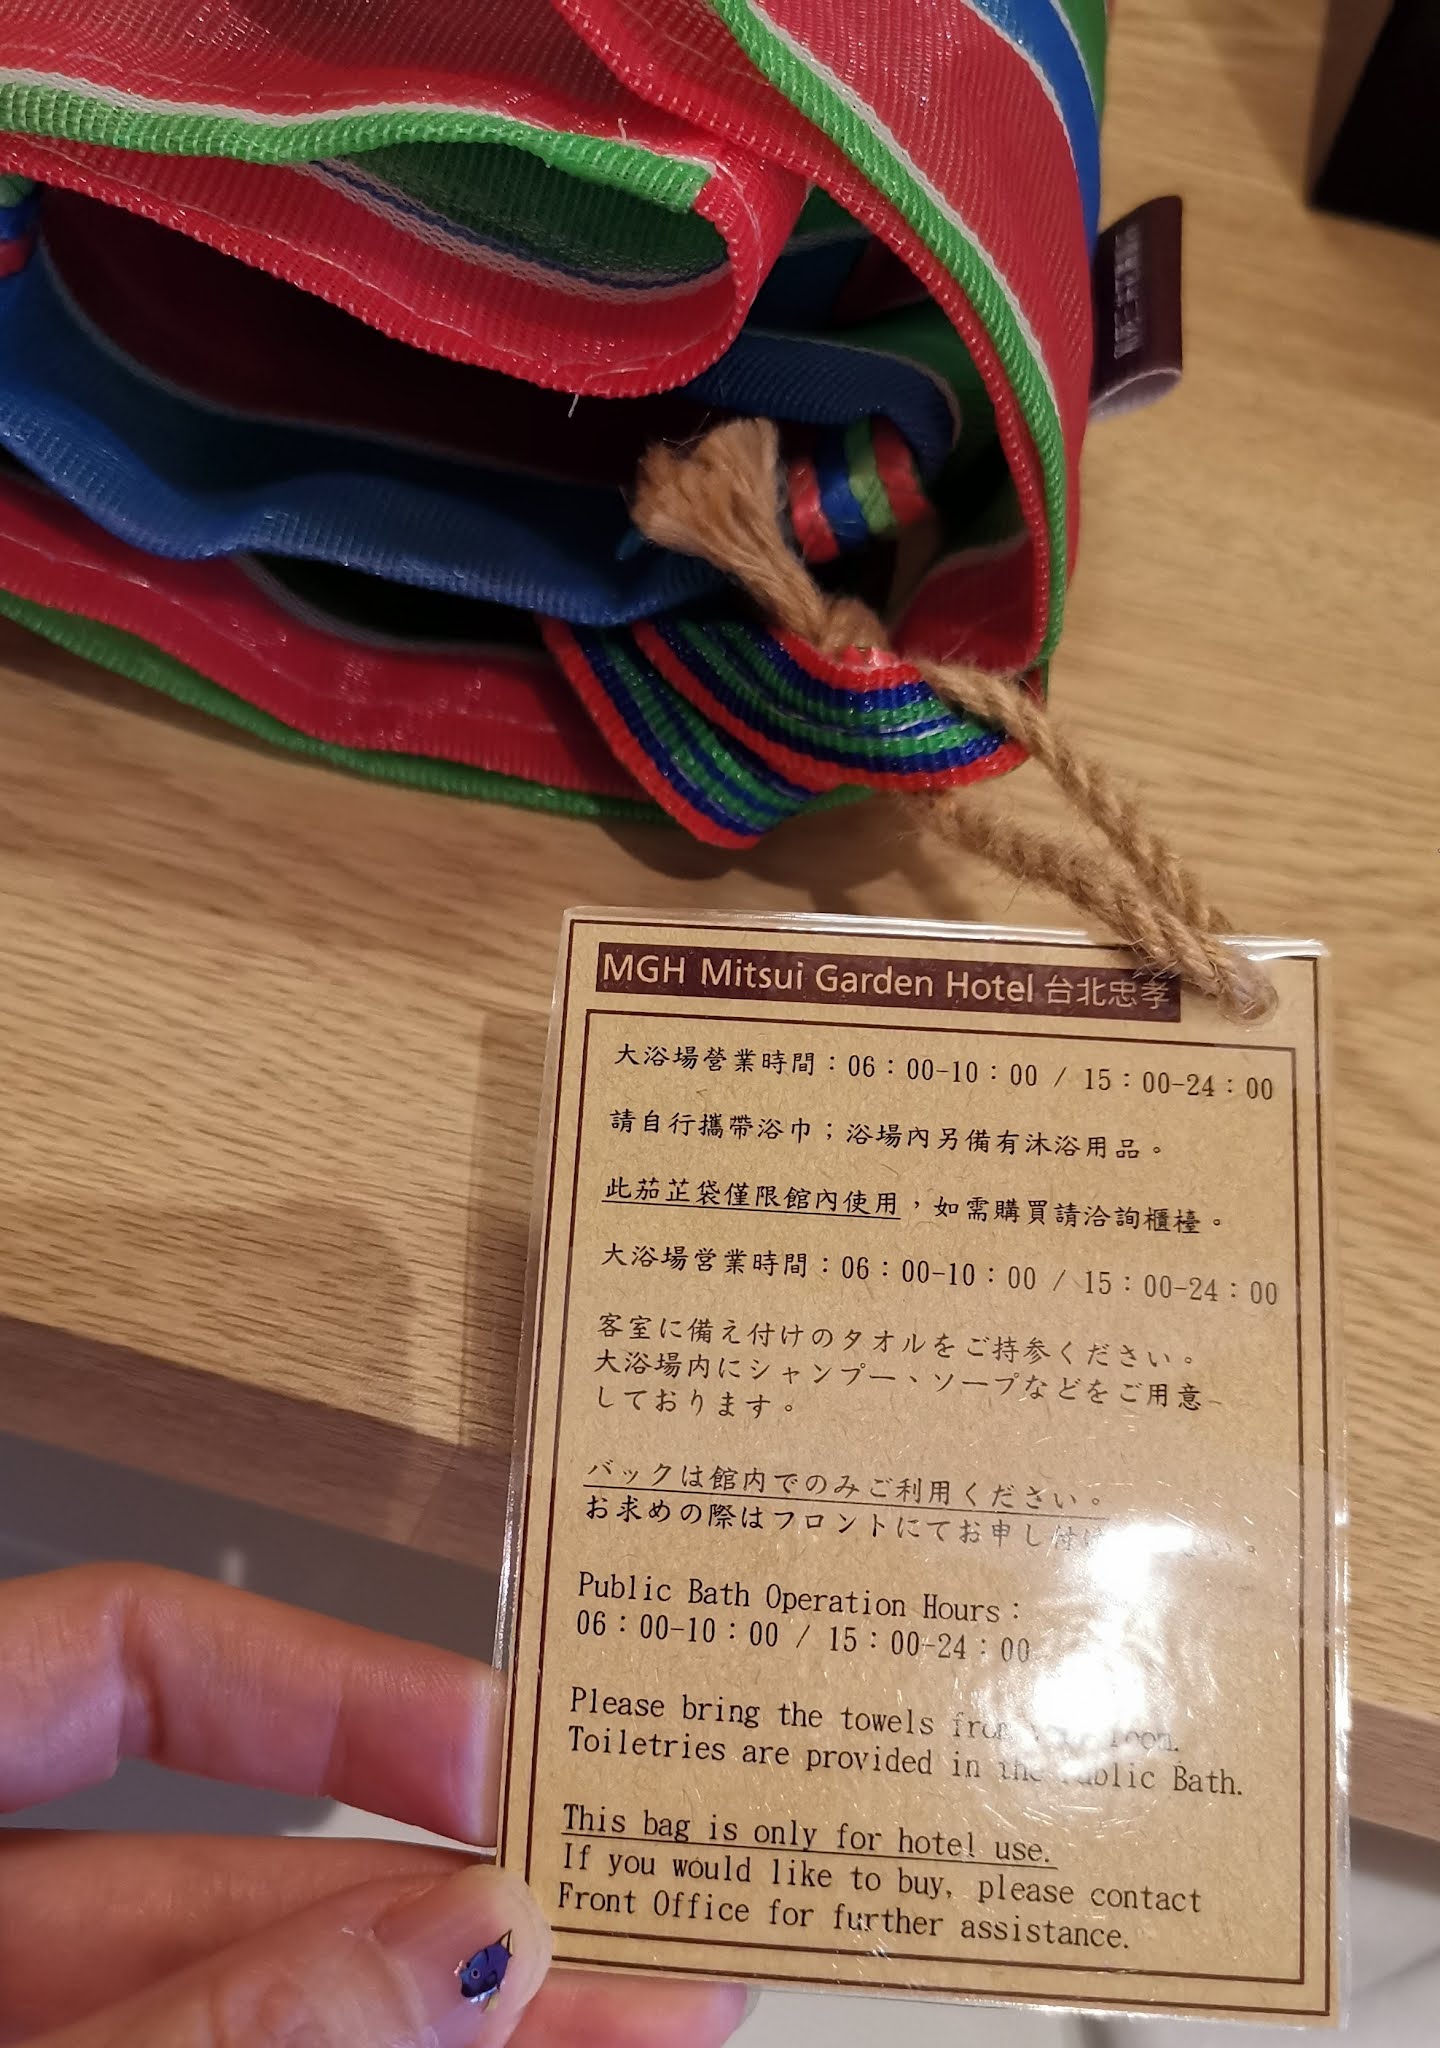 MGH Mitsui Garden Hotel 台北忠孝
大浴場營業時間：06：00-10：00 / 15：00-24：00
請自行攜帶浴巾；浴場內另備有沐浴用品。
此茄芷袋僅限館內使用，如需購買請洽詢櫃檯。
大浴場営業時間：06：00-10：00 / 15：00-24：00
客室に備え付けのタオルをご持参ください。
大浴場内にシャンプー、ソープなどをご用意
しております。
バックは館内でのみご利用ください。
お求めの際はフロントにてお申し付け
Public Bath Operation Hours：
06：00-10：00 / 15：00-24：00
Please bring the towels from room.
Toiletries are provided in the Public Bath.
This bag is only for hotel use.
If you would like to buy, please contact
Front Office for further assistance.